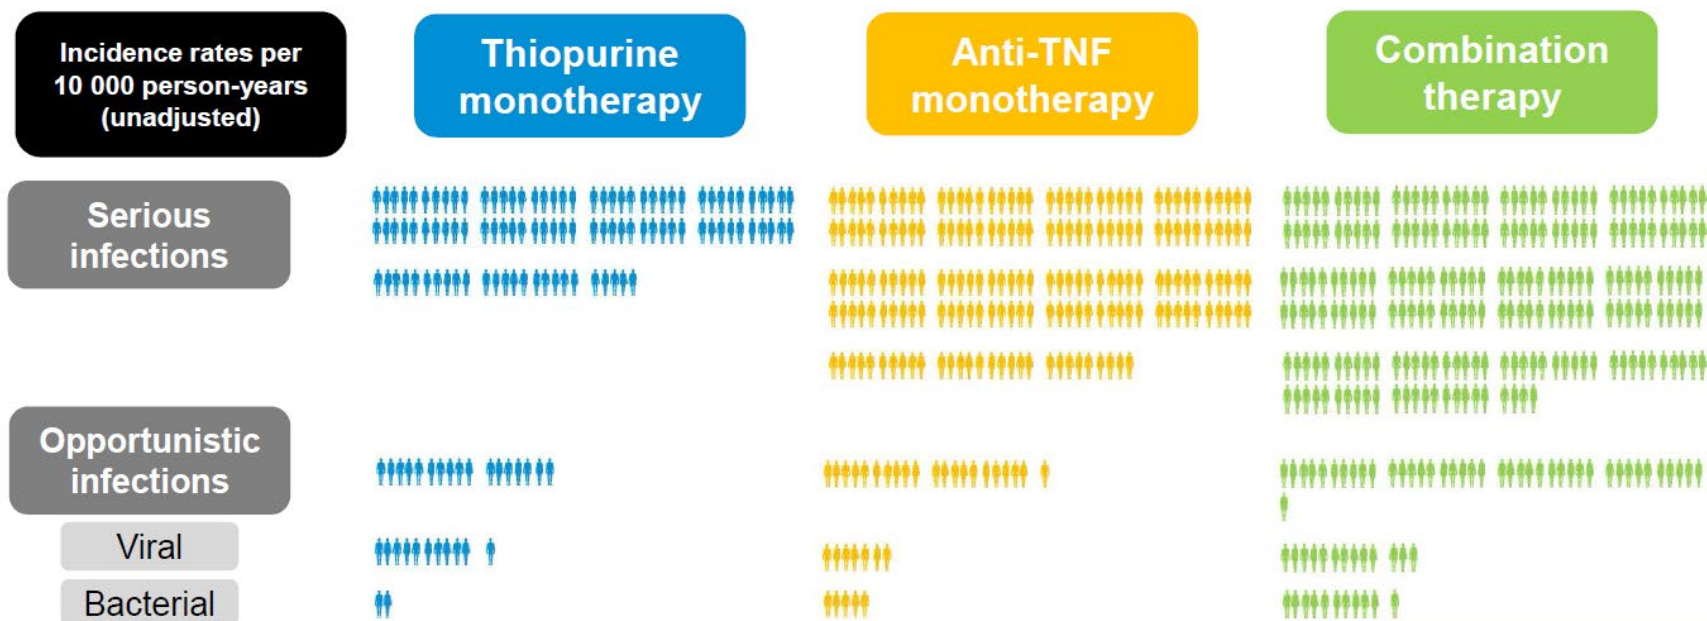 Incidence rates per
10 000 person-years
(unadjusted)
Thiopurine
monotherapy
Anti-TNF
monotherapy
Combination
therapy
Serious
infections
Opportunistic
infections
Viral
Bacterial